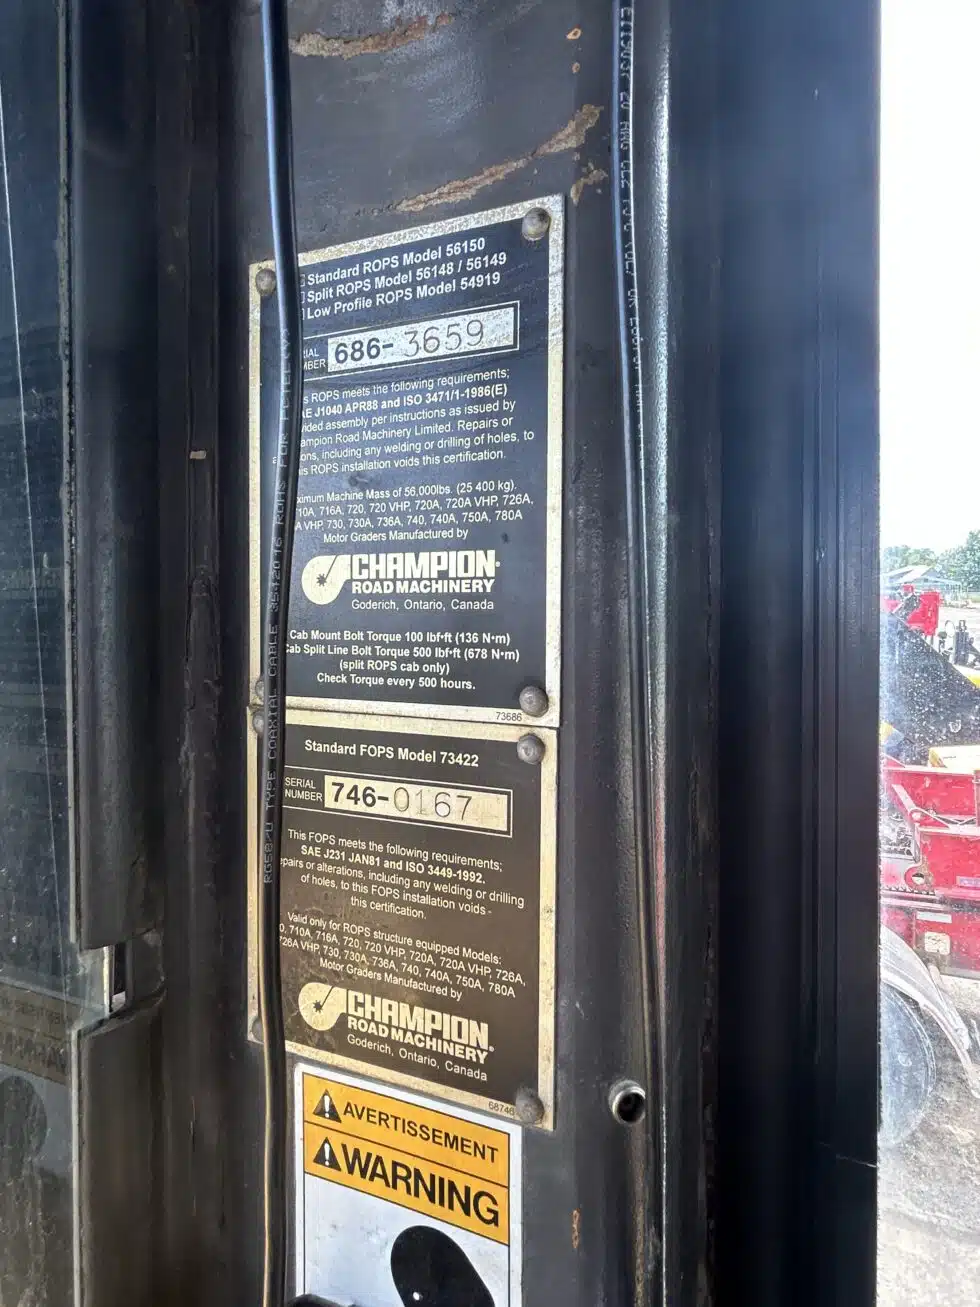 Standard ROPS Model 56150
Split ROPS Model 56148 / 56149
Low Profile ROPS Model 54919
686- 3659
ROPS meets the following requirements;
J1040 APR88 and ISO 3471/1-1986(E)
assembly per instructions as issued by
Road Machinery Limited. Repairs or
including any welding or drilling of holes, to
ROPS installation voids this certification.
Machine Mass of 56,000lbs. (25 400 kg).
716A, 720, 720 VHP, 720A, 720A VHP, 726A,
VHP, 730, 730A, 736A, 740, 740A, 750A, 780A
Motor Graders Manufactured by
CHAMPION
ROAD MACHINERY
Goderich, Ontario, Canada
Cab Mount Bolt Torque 100 lbf•ft (136 N•m)
Cab Split Line Bolt Torque 500 lbf•ft (678 N•m)
(split ROPS cab only)
Check Torque every 500 hours.
73686
Standard FOPS Model 73422
SERIAL
NUMBER
746-0167
This FOPS meets the following requirements;
SAE J231 JAN81 and ISO 3449-1992.
or alterations, including any welding or drilling
of holes, to this FOPS installation voids -
this certification.
Valid only for ROPS structure equipped Models:
710A, 716A, 720, 720 VHP, 720A, 720A VHP, 726A,
VHP, 730, 730A, 736A, 740, 740A, 750A, 780A
Motor Graders Manufactured by
CHAMPION
ROAD MACHINERY
Goderich, Ontario, Canada
68746
AVERTISSEMENT
WARNING
RG58/U TYPE COAXIAL CABLE